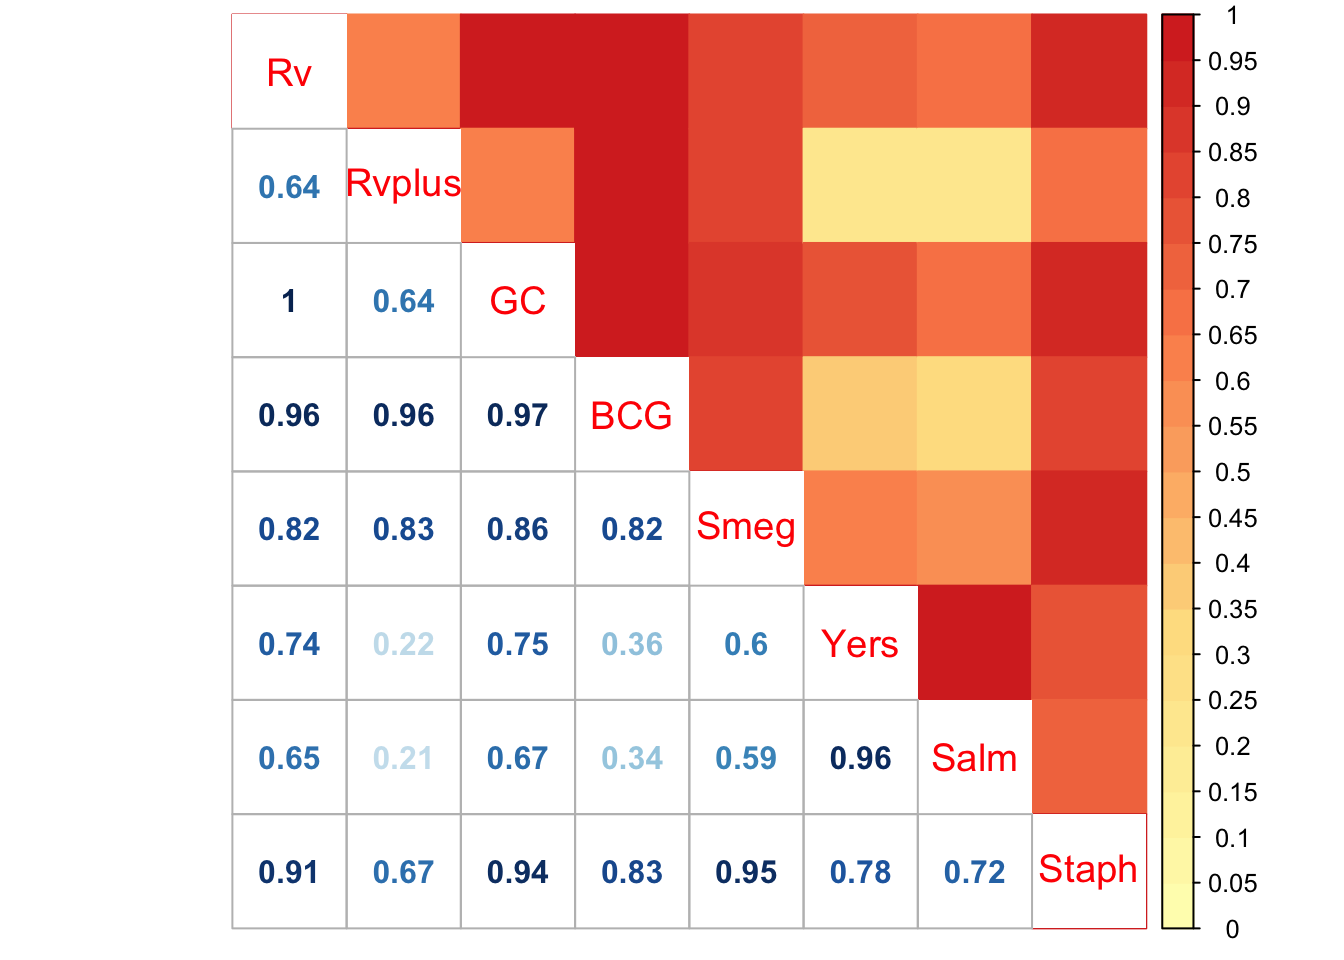 Rv
0.64 Rvplus
1 0.64 GC
0.96 0.96 0.97 BCG
0.82 0.83 0.86 0.82 Smeg
0.74 0.22 0.75 0.36 0.6 Yers
0.65 0.21 0.67 0.34 0.59 0.96 Salm
0.91 0.67 0.94 0.83 0.95 0.78 0.72 Staph
1
0.95
0.9
0.85
0.8
0.75
0.7
0.65
0.6
0.55
0.5
0.45
0.4
0.35
0.3
0.25
0.2
0.15
0.1
0.05
0